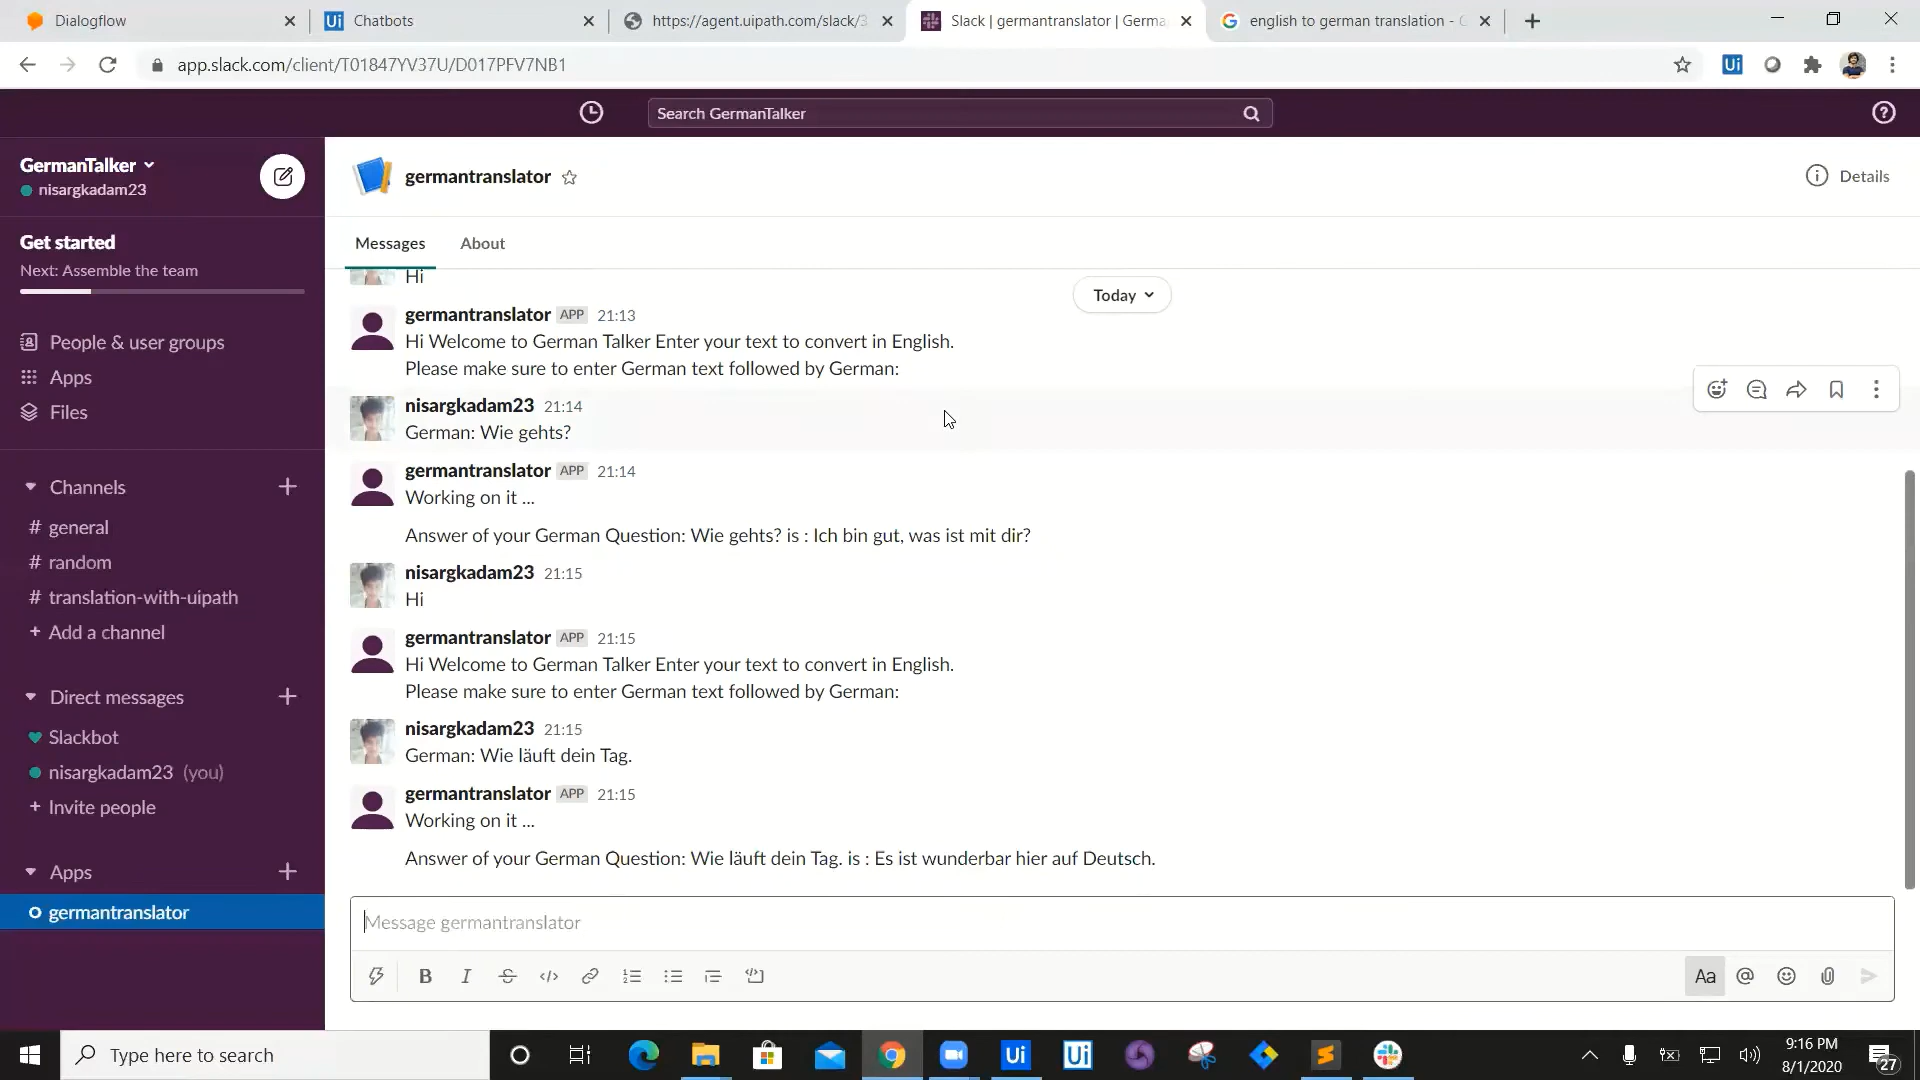 Dialogflow
Chatbots
https://agent.uipath.com/slack/3
Slack | germantranslator | Germa
english to german translation -
app.slack.com/client/T01847YV37U/D017PFV7NB1
Search GermanTalker
GermanTalker
nisargkadam23
Get started
Next: Assemble the team
People & user groups
Apps
Files
Channels
# general
# random
# translation-with-uipath
+ Add a channel
Direct messages
Slackbot
nisargkadam23 (you)
+ Invite people
Apps
germantranslator
germantranslator
Details
Messages
About
Today
Hi
germantranslator APP 21:13
Hi Welcome to German Talker Enter your text to convert in English.
Please make sure to enter German text followed by German:
nisargkadam23 21:14
German: Wie gehts?
germantranslator APP 21:14
Working on it ...
Answer of your German Question: Wie gehts? is : Ich bin gut, was ist mit dir?
nisargkadam23 21:15
Hi
germantranslator APP 21:15
Hi Welcome to German Talker Enter your text to convert in English.
Please make sure to enter German text followed by German:
nisargkadam23 21:15
German: Wie läuft dein Tag.
germantranslator APP 21:15
Working on it ...
Answer of your German Question: Wie läuft dein Tag. is : Es ist wunderbar hier auf Deutsch.
Message germantranslator
B I Aa @
Type here to search
9:16 PM
8/1/2020
27